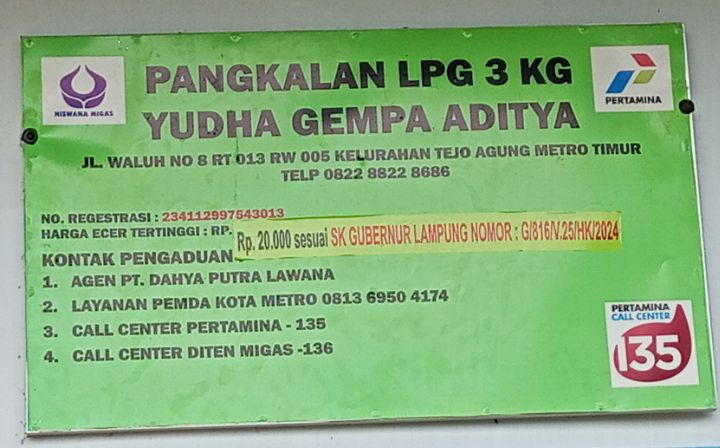 HISWANA MIGAS
PANGKALAN LPG 3 KG
PERTAMINA
YUDHA GEMPA ADITYA
JL. WALUH NO 8 RT 013 RW 005 KELURAHAN TEJO AGUNG METRO TIMUR
TELP 0822 8822 8686
NO. REGESTRASI : 234112997543013
HARGA ECER TERTINGGI : RP. Rp. 20.000 sesuai SK GUBERNUR LAMPUNG NOMOR : G/816/V.25/HK/2024
KONTAK PENGADUAN
1. AGEN PT. DAHYA PUTRA LAWANA
2. LAYANAN PEMDA KOTA METRO 0813 6950 4174
3. CALL CENTER PERTAMINA - 135
4. CALL CENTER DITEN MIGAS -136
PERTAMINA
CALL CENTER
135